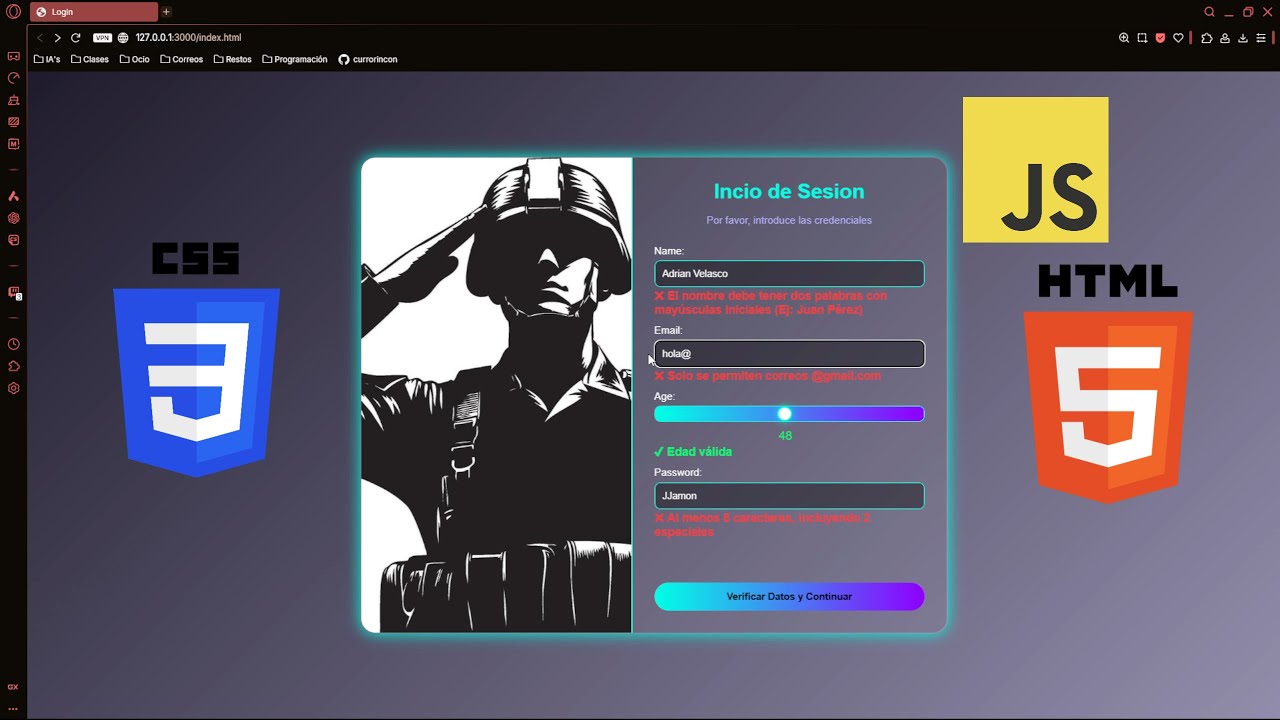 Login
VPN
127.0.0.1:3000/index.html
IA's
Clases
Ocio
Correos
Restos
Programación
currorincon
JS
Incio de Sesion
Por favor, introduce las credenciales
CSS
HTML
Name:
Adrian Velasco
❌ El nombre debe tener dos palabras con
mayúsculas iniciales (Ej: Juan Pérez)
Email:
hola@
❌ Solo se permiten correos @gmail.com
Age:
48
✔ Edad válida
Password:
JJamon
❌ Al menos 6 caracteres, incluyendo 2
especiales
Verificar Datos y Continuar
GX